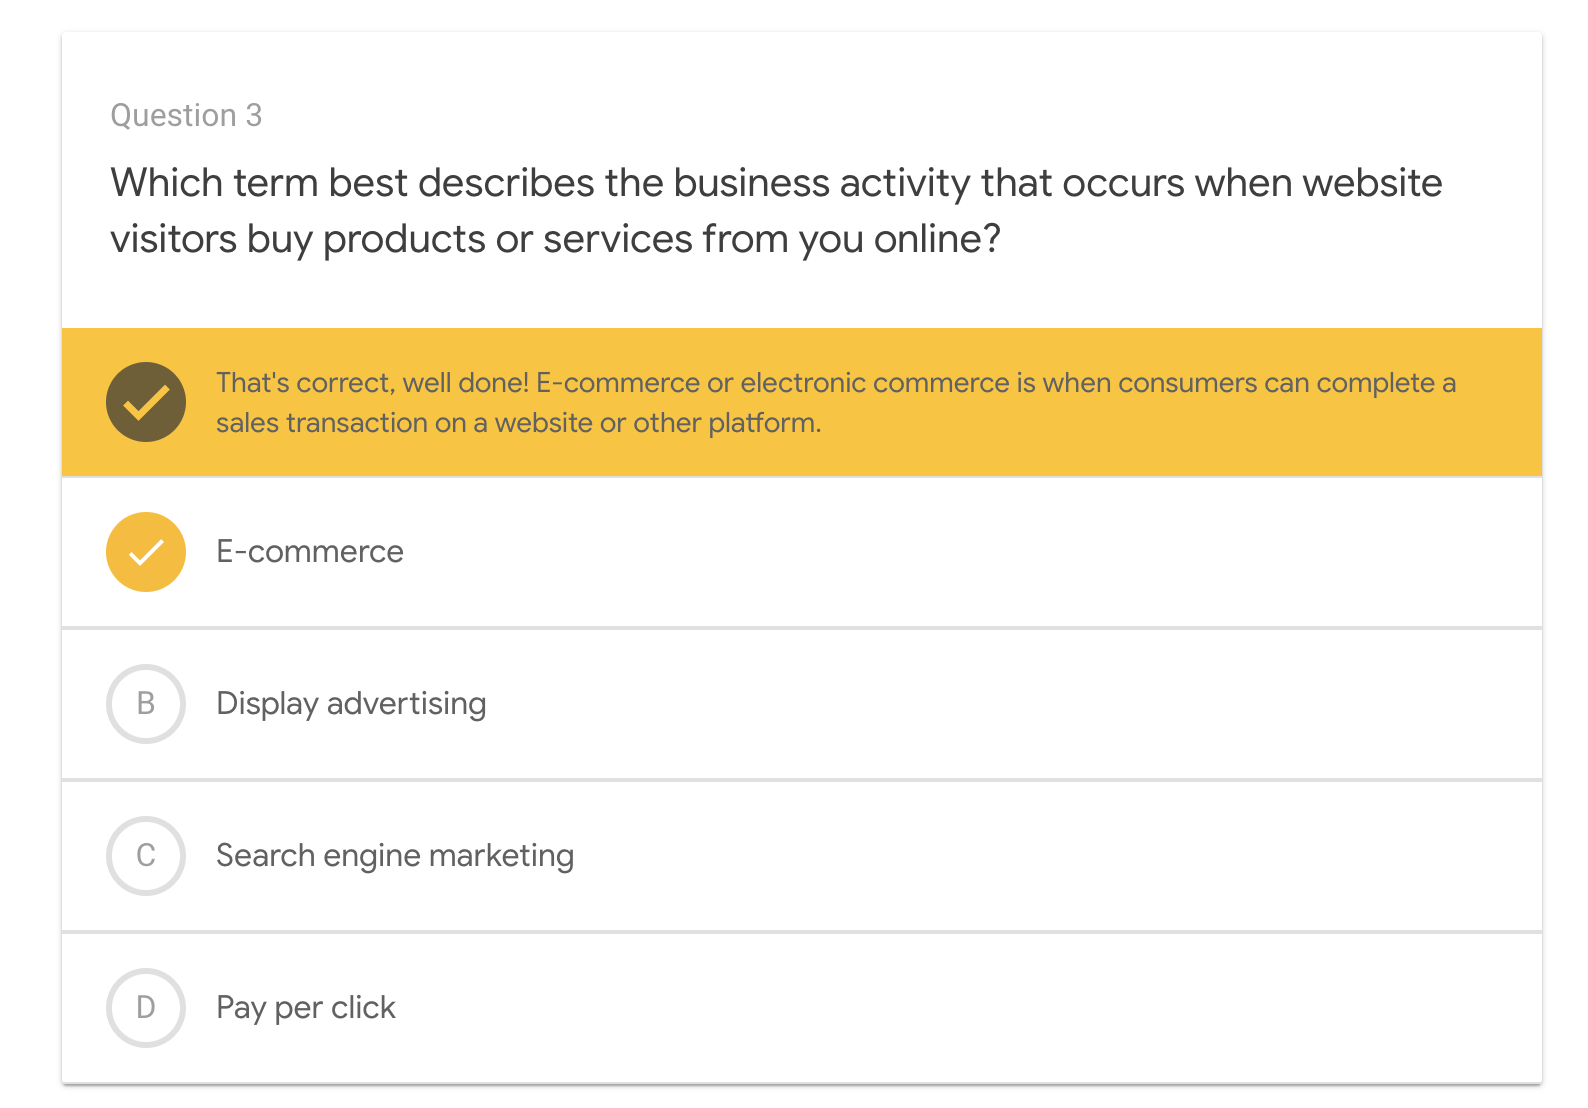 Question 3
Which term best describes the business activity that occurs when website
visitors buy products or services from you online?
That's correct, well done! E-commerce or electronic commerce is when consumers can complete a
sales transaction on a website or other platform.
E-commerce
B Display advertising
C Search engine marketing
D Pay per click